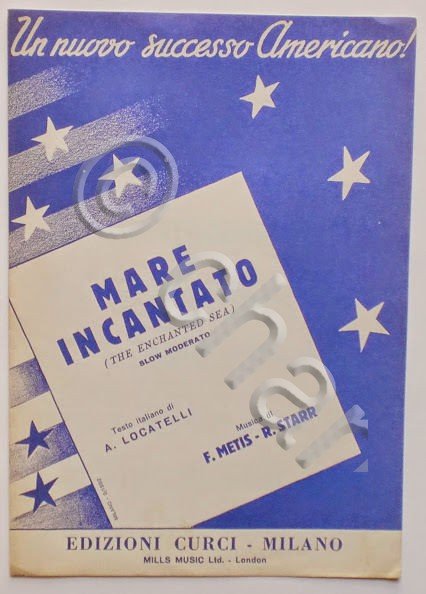 Un nuovo successo Americano!
MARE
INCANTATO
(THE ENCHANTED SEA)
SLOW MODERATO
Testo italiano di
A. LOCATELLI
Musica di
F. METIS - R. STARR
EDIZIONI CURCI - MILANO
MILLS MUSIC Ltd. - London